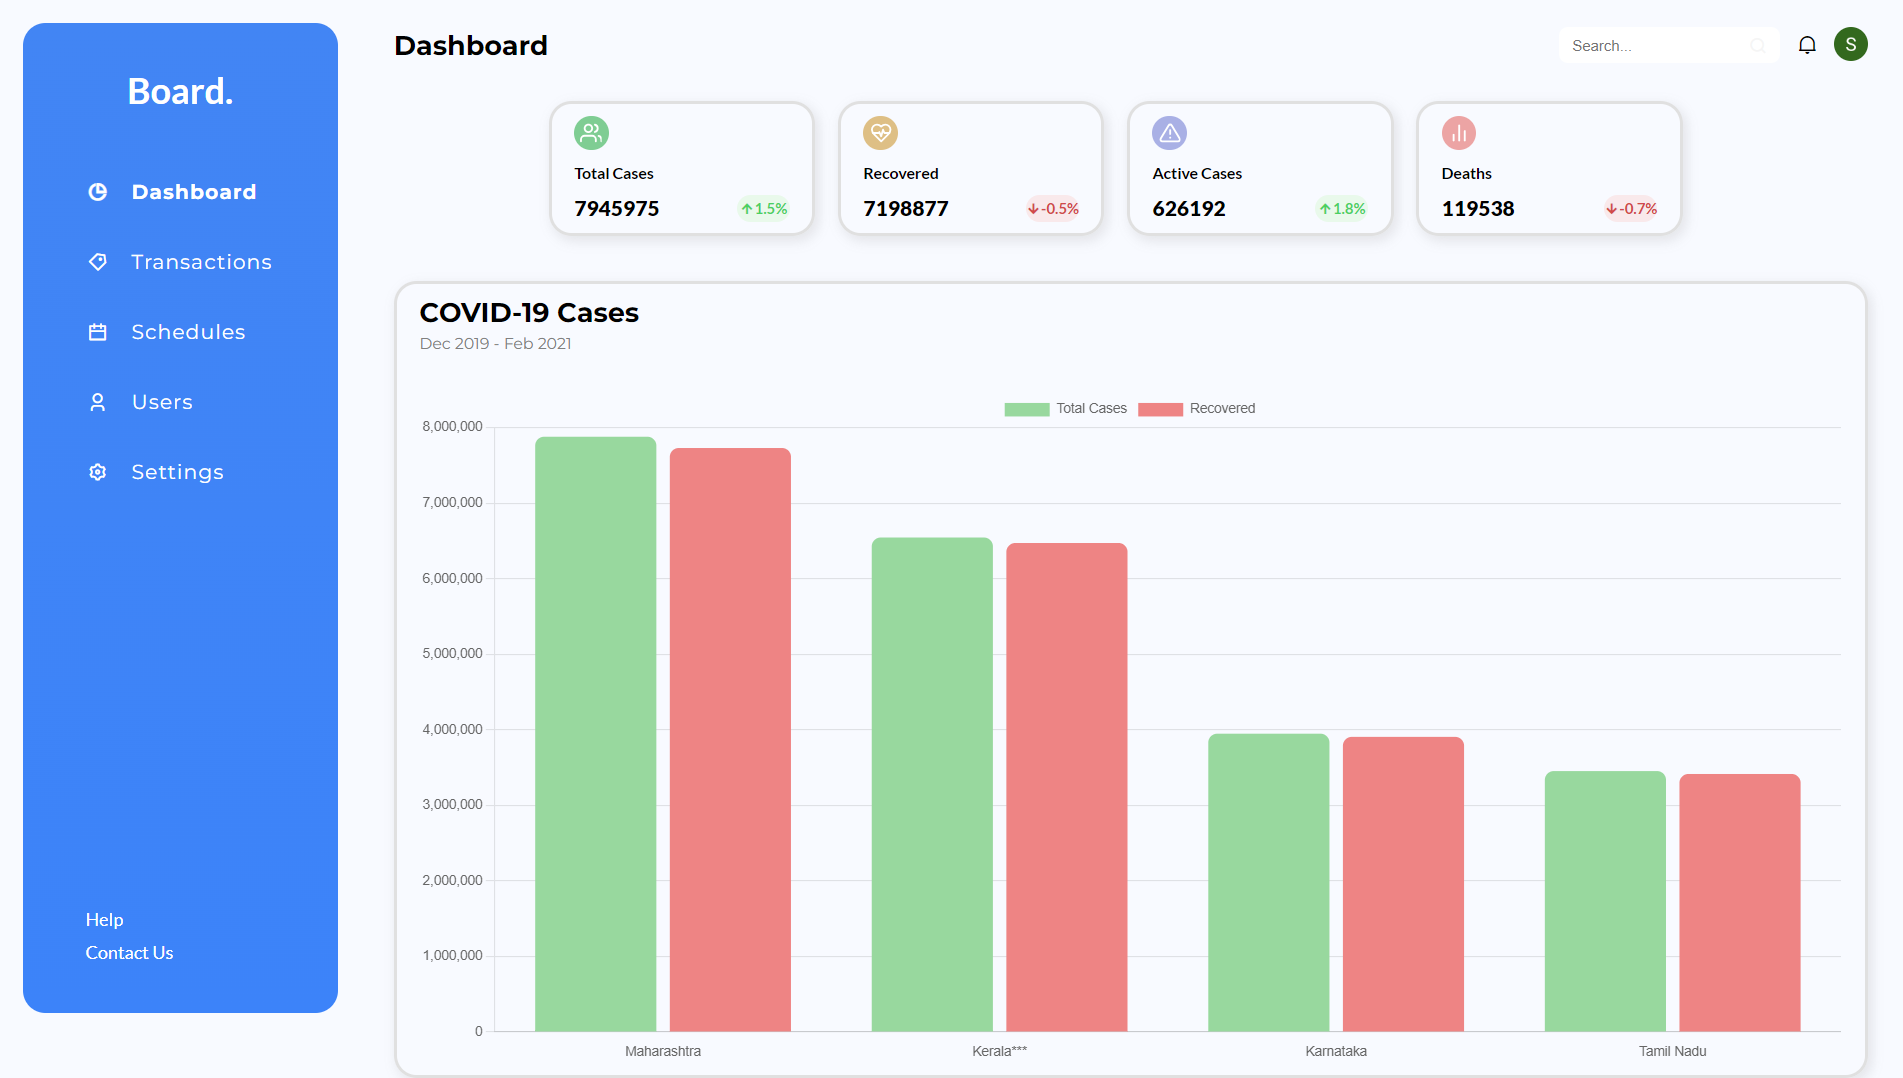 Board.
Dashboard
Transactions
Schedules
Users
Settings
Help
Contact Us
Dashboard
Search...
S
Total Cases
7945975
1.5%
Recovered
7198877
-0.5%
Active Cases
626192
1.8%
Deaths
119538
-0.7%
COVID-19 Cases
Dec 2019 - Feb 2021
Total Cases Recovered
8,000,000
7,000,000
6,000,000
5,000,000
4,000,000
3,000,000
2,000,000
1,000,000
0
Maharashtra Kerala*** Karnataka Tamil Nadu